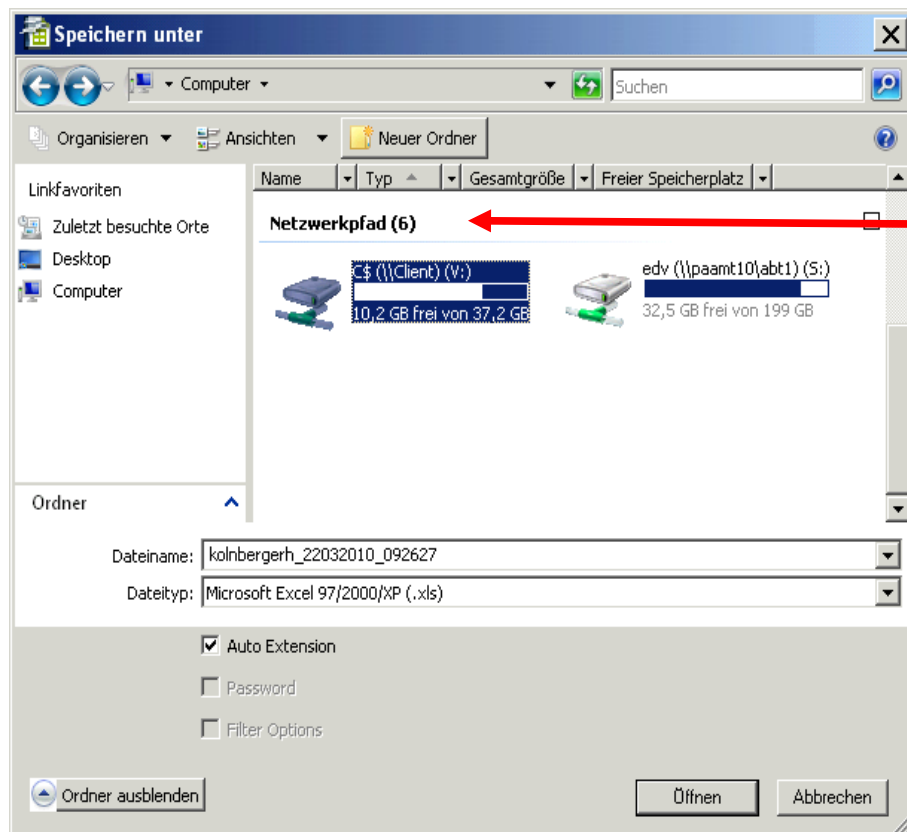 Speichern unter
Computer
Suchen
Organisieren Ansichten Neuer Ordner
Linkfavoriten
Zuletzt besuchte Orte
Desktop
Computer
Name Typ Gesamtgröße Freier Speicherplatz
Netzwerkpfad (6)
C$ (\\Client) (V:)
10,2 GB frei von 37,2 GB
edv (\\paamt10\abt1) (S:)
32,5 GB frei von 199 GB
Ordner
Dateiname: kolnbergerh_22032010_092627
Dateityp: Microsoft Excel 97/2000/XP (.xls)
Auto Extension
Password
Filter Options
Ordner ausblenden
Öffnen Abbrechen